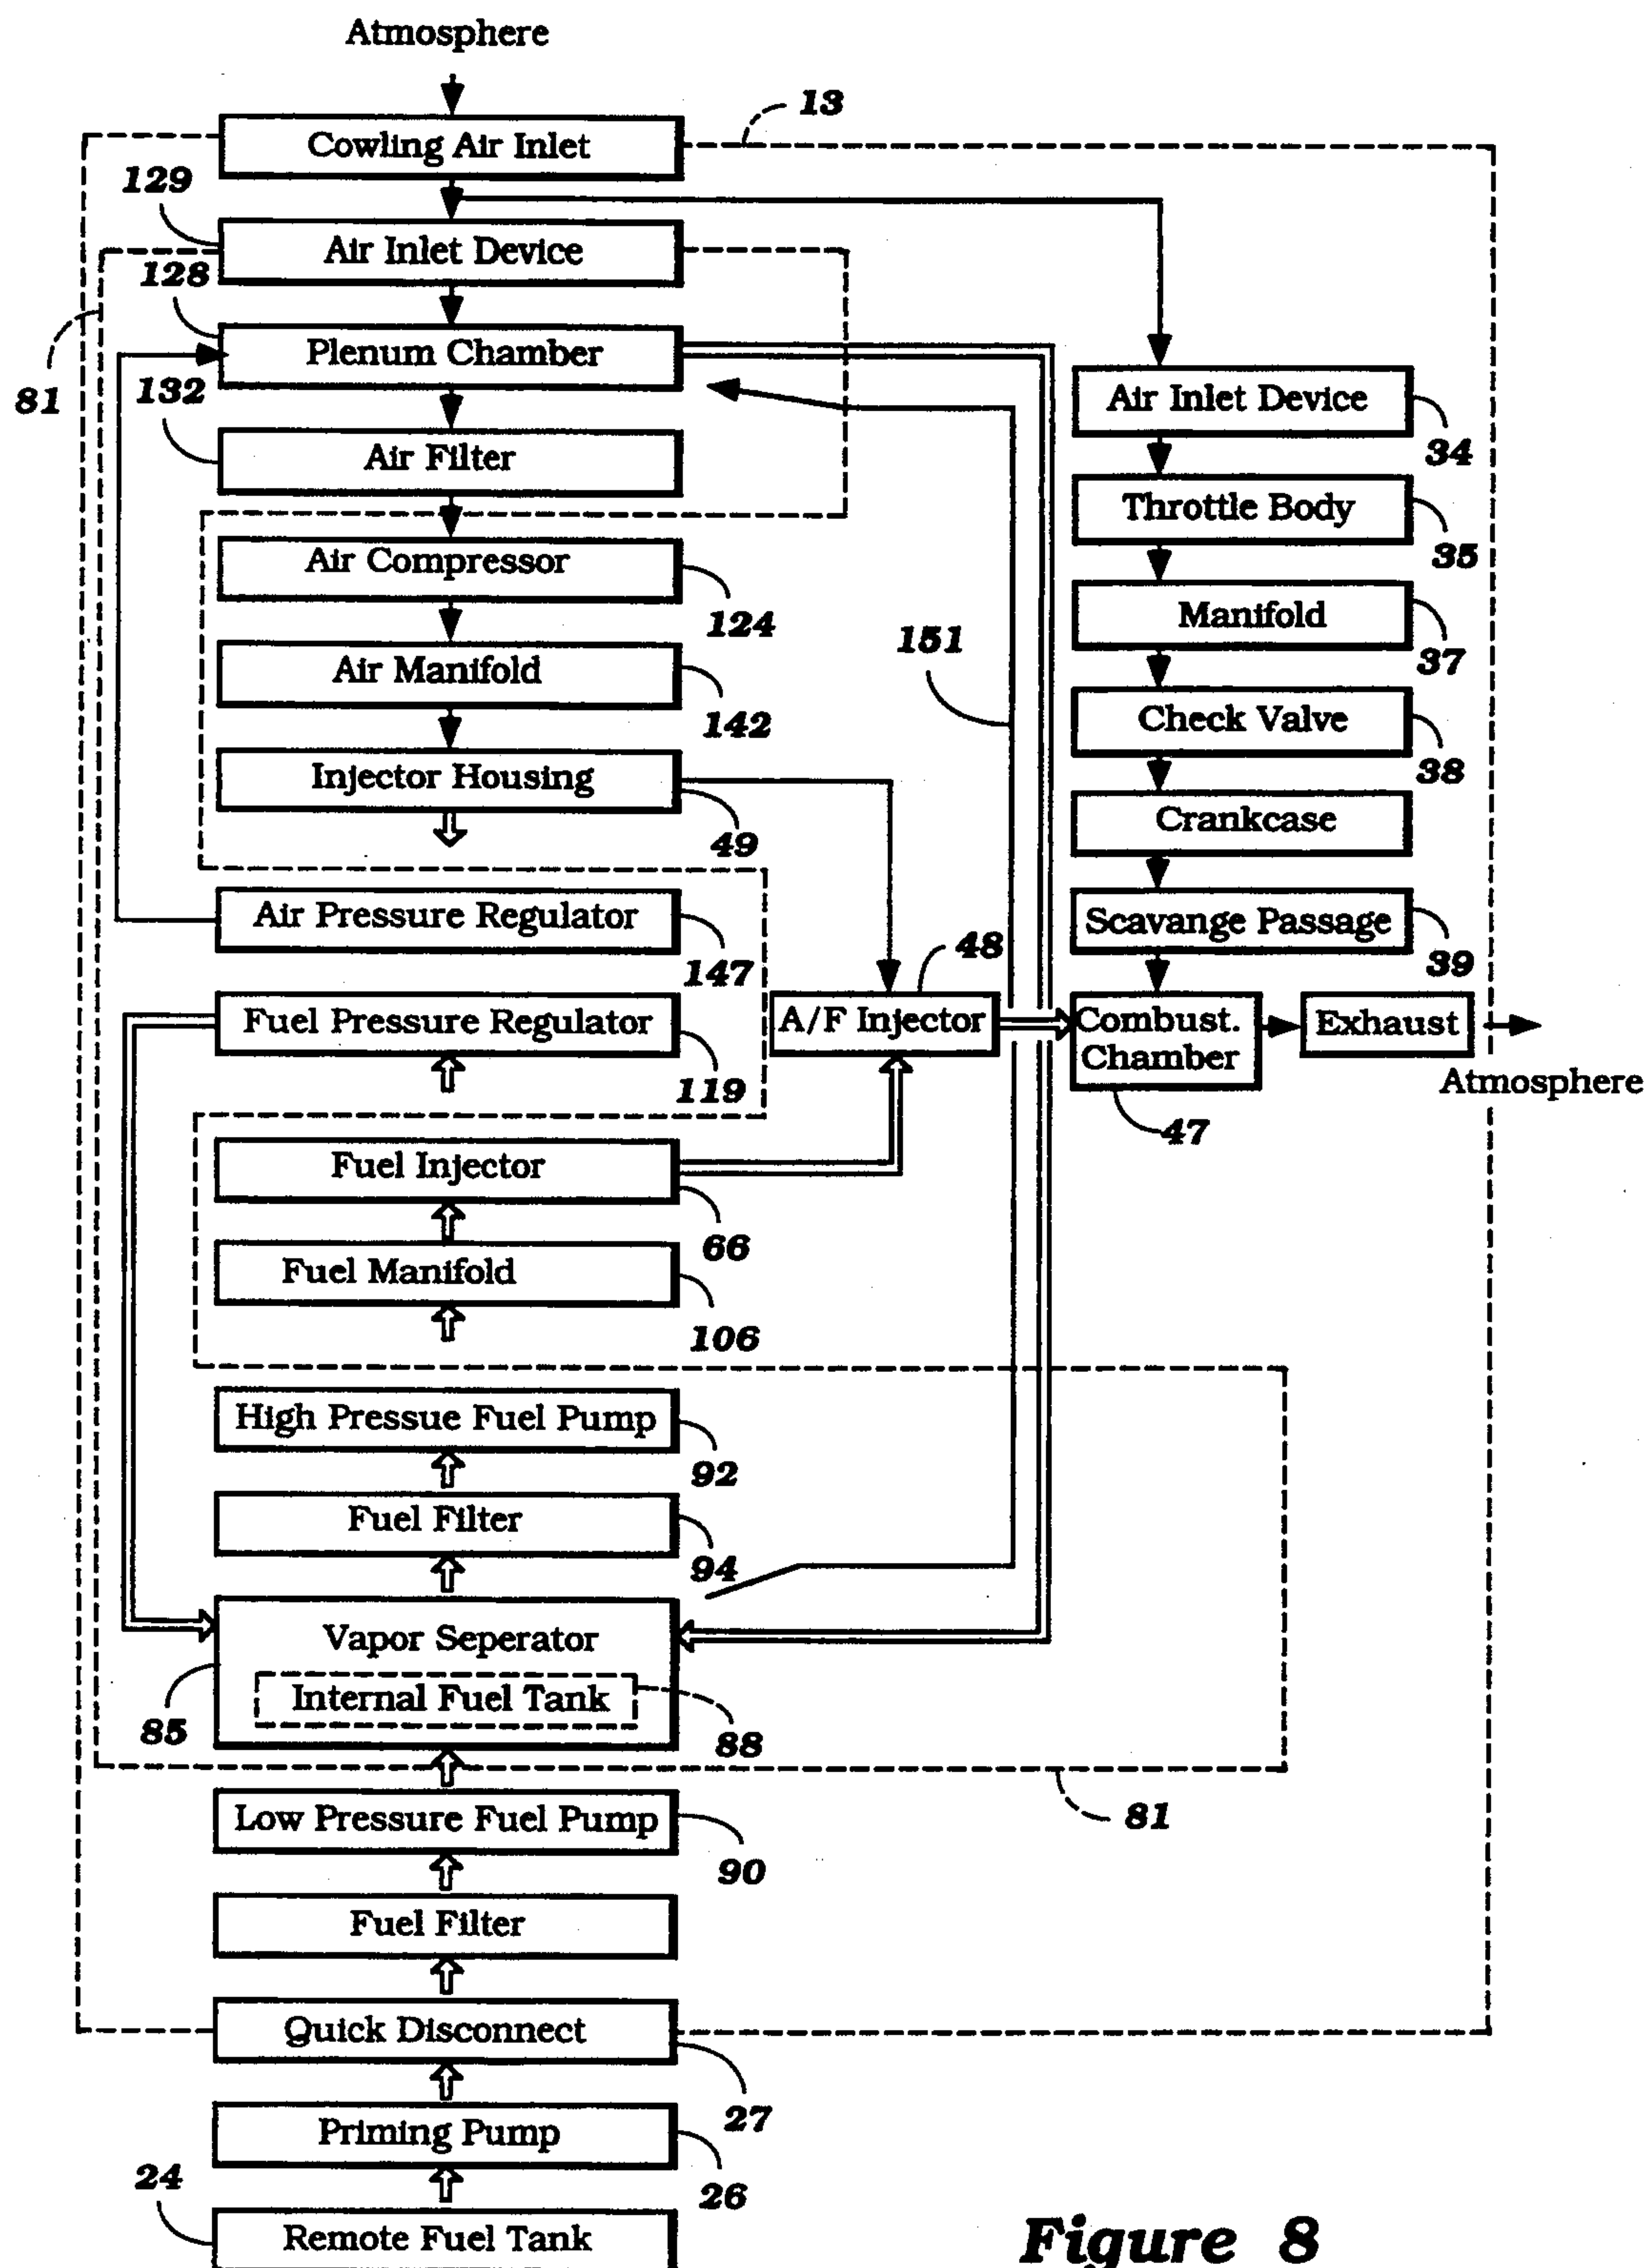 Atmosphere
13
Cowling Air Inlet
129
Air Inlet Device
128
Plenum Chamber
81
132
Air Inlet Device
34
Air Filter
Throttle Body
35
Air Compressor
124
Manifold
37
151
Air Manifold
142
Check Valve
38
Injector Housing
49
Crankcase
Air Pressure Regulator
147
Scavange Passage
39
48
Fuel Pressure Regulator
119
A/F Injector
Combust.
Chamber
47
Exhaust
Atmosphere
Fuel Injector
66
Fuel Manifold
106
High Pressue Fuel Pump
92
Fuel Filter
94
Vapor Seperator
85
Internal Fuel Tank
88
81
Low Pressure Fuel Pump
90
Fuel Filter
Quick Disconnect
27
Priming Pump
26
24
Remote Fuel Tank
Figure 8